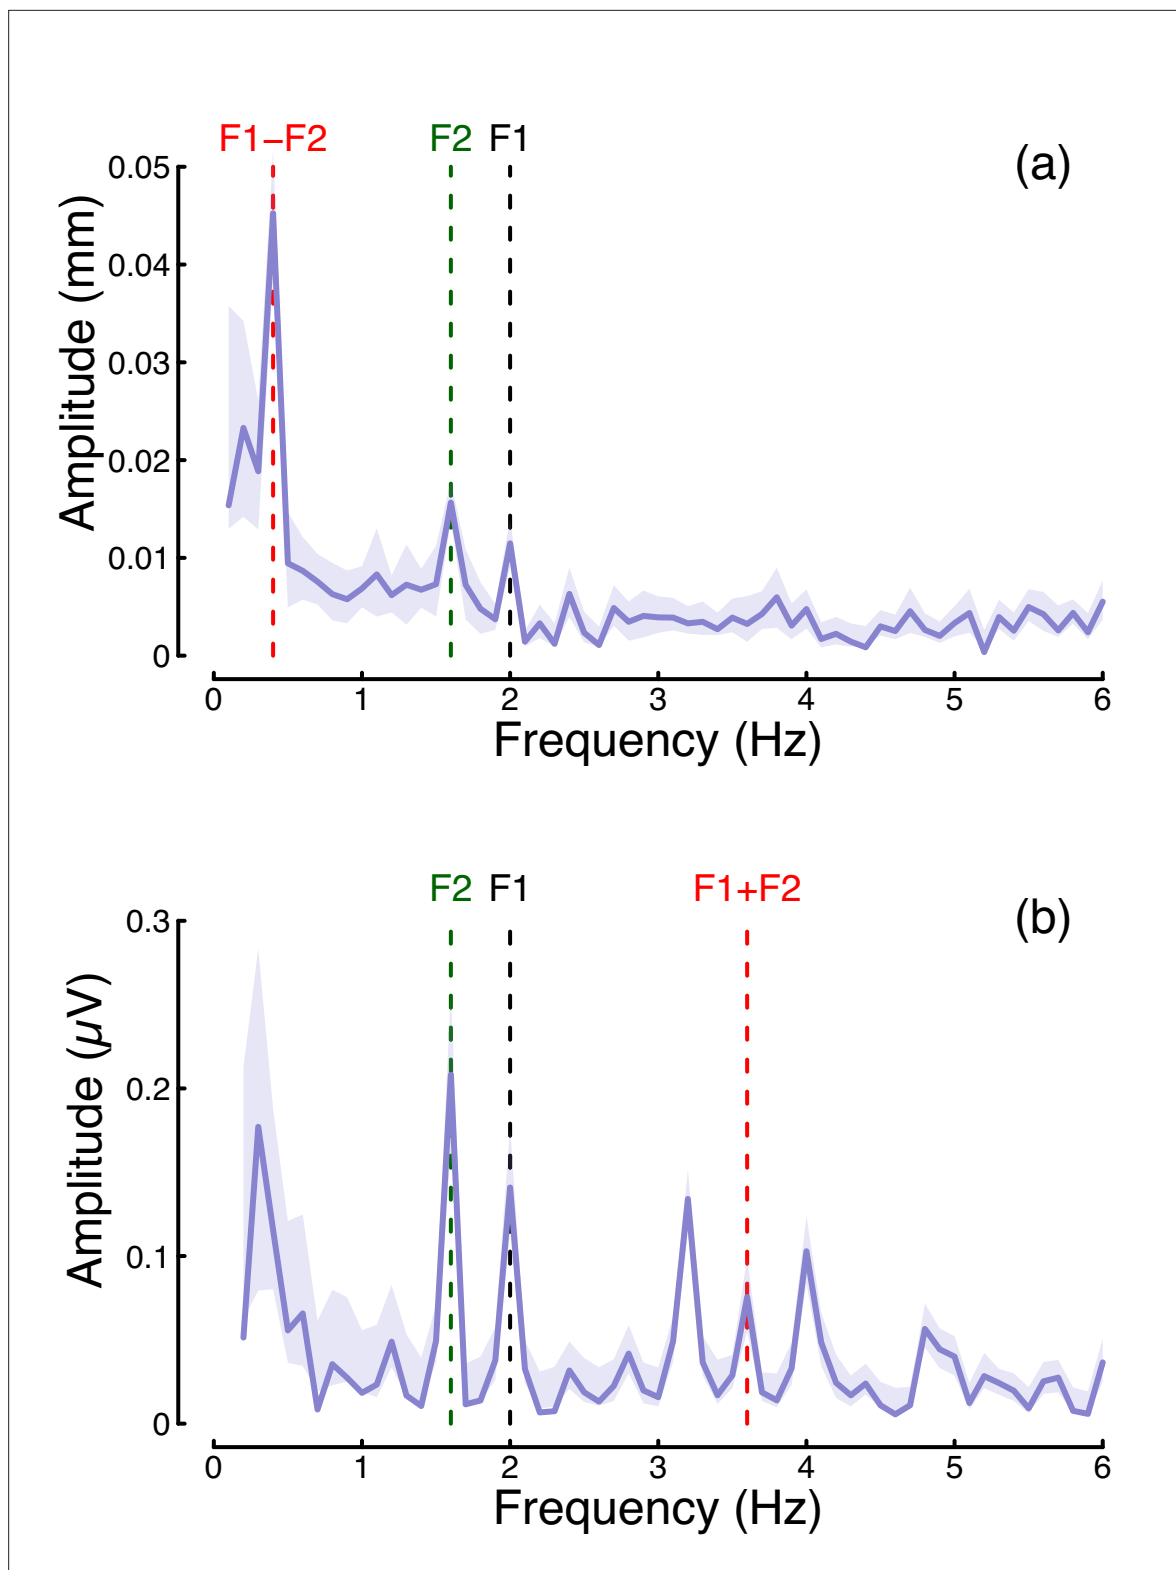 F1−F2 F2 F1
(a)
0.05
0.04
0.03
0.02
0.01
0
Amplitude (mm)
0 1 2 3 4 5 6
Frequency (Hz)
F2 F1 F1+F2
(b)
0.3
0.2
0.1
0
Amplitude (µV)
0 1 2 3 4 5 6
Frequency (Hz)